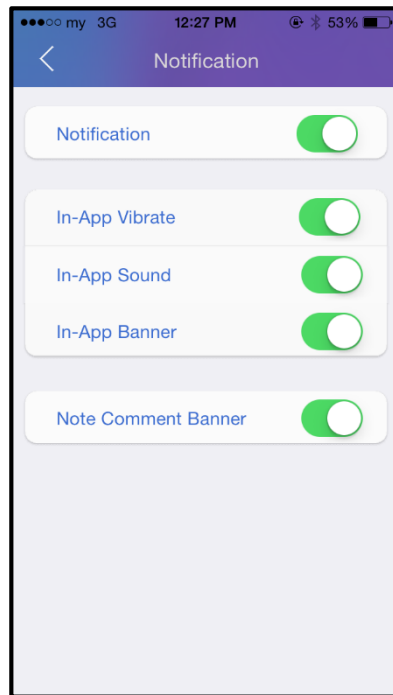 my 3G 12:27 PM 53%
Notification
Notification
In-App Vibrate
In-App Sound
In-App Banner
Note Comment Banner